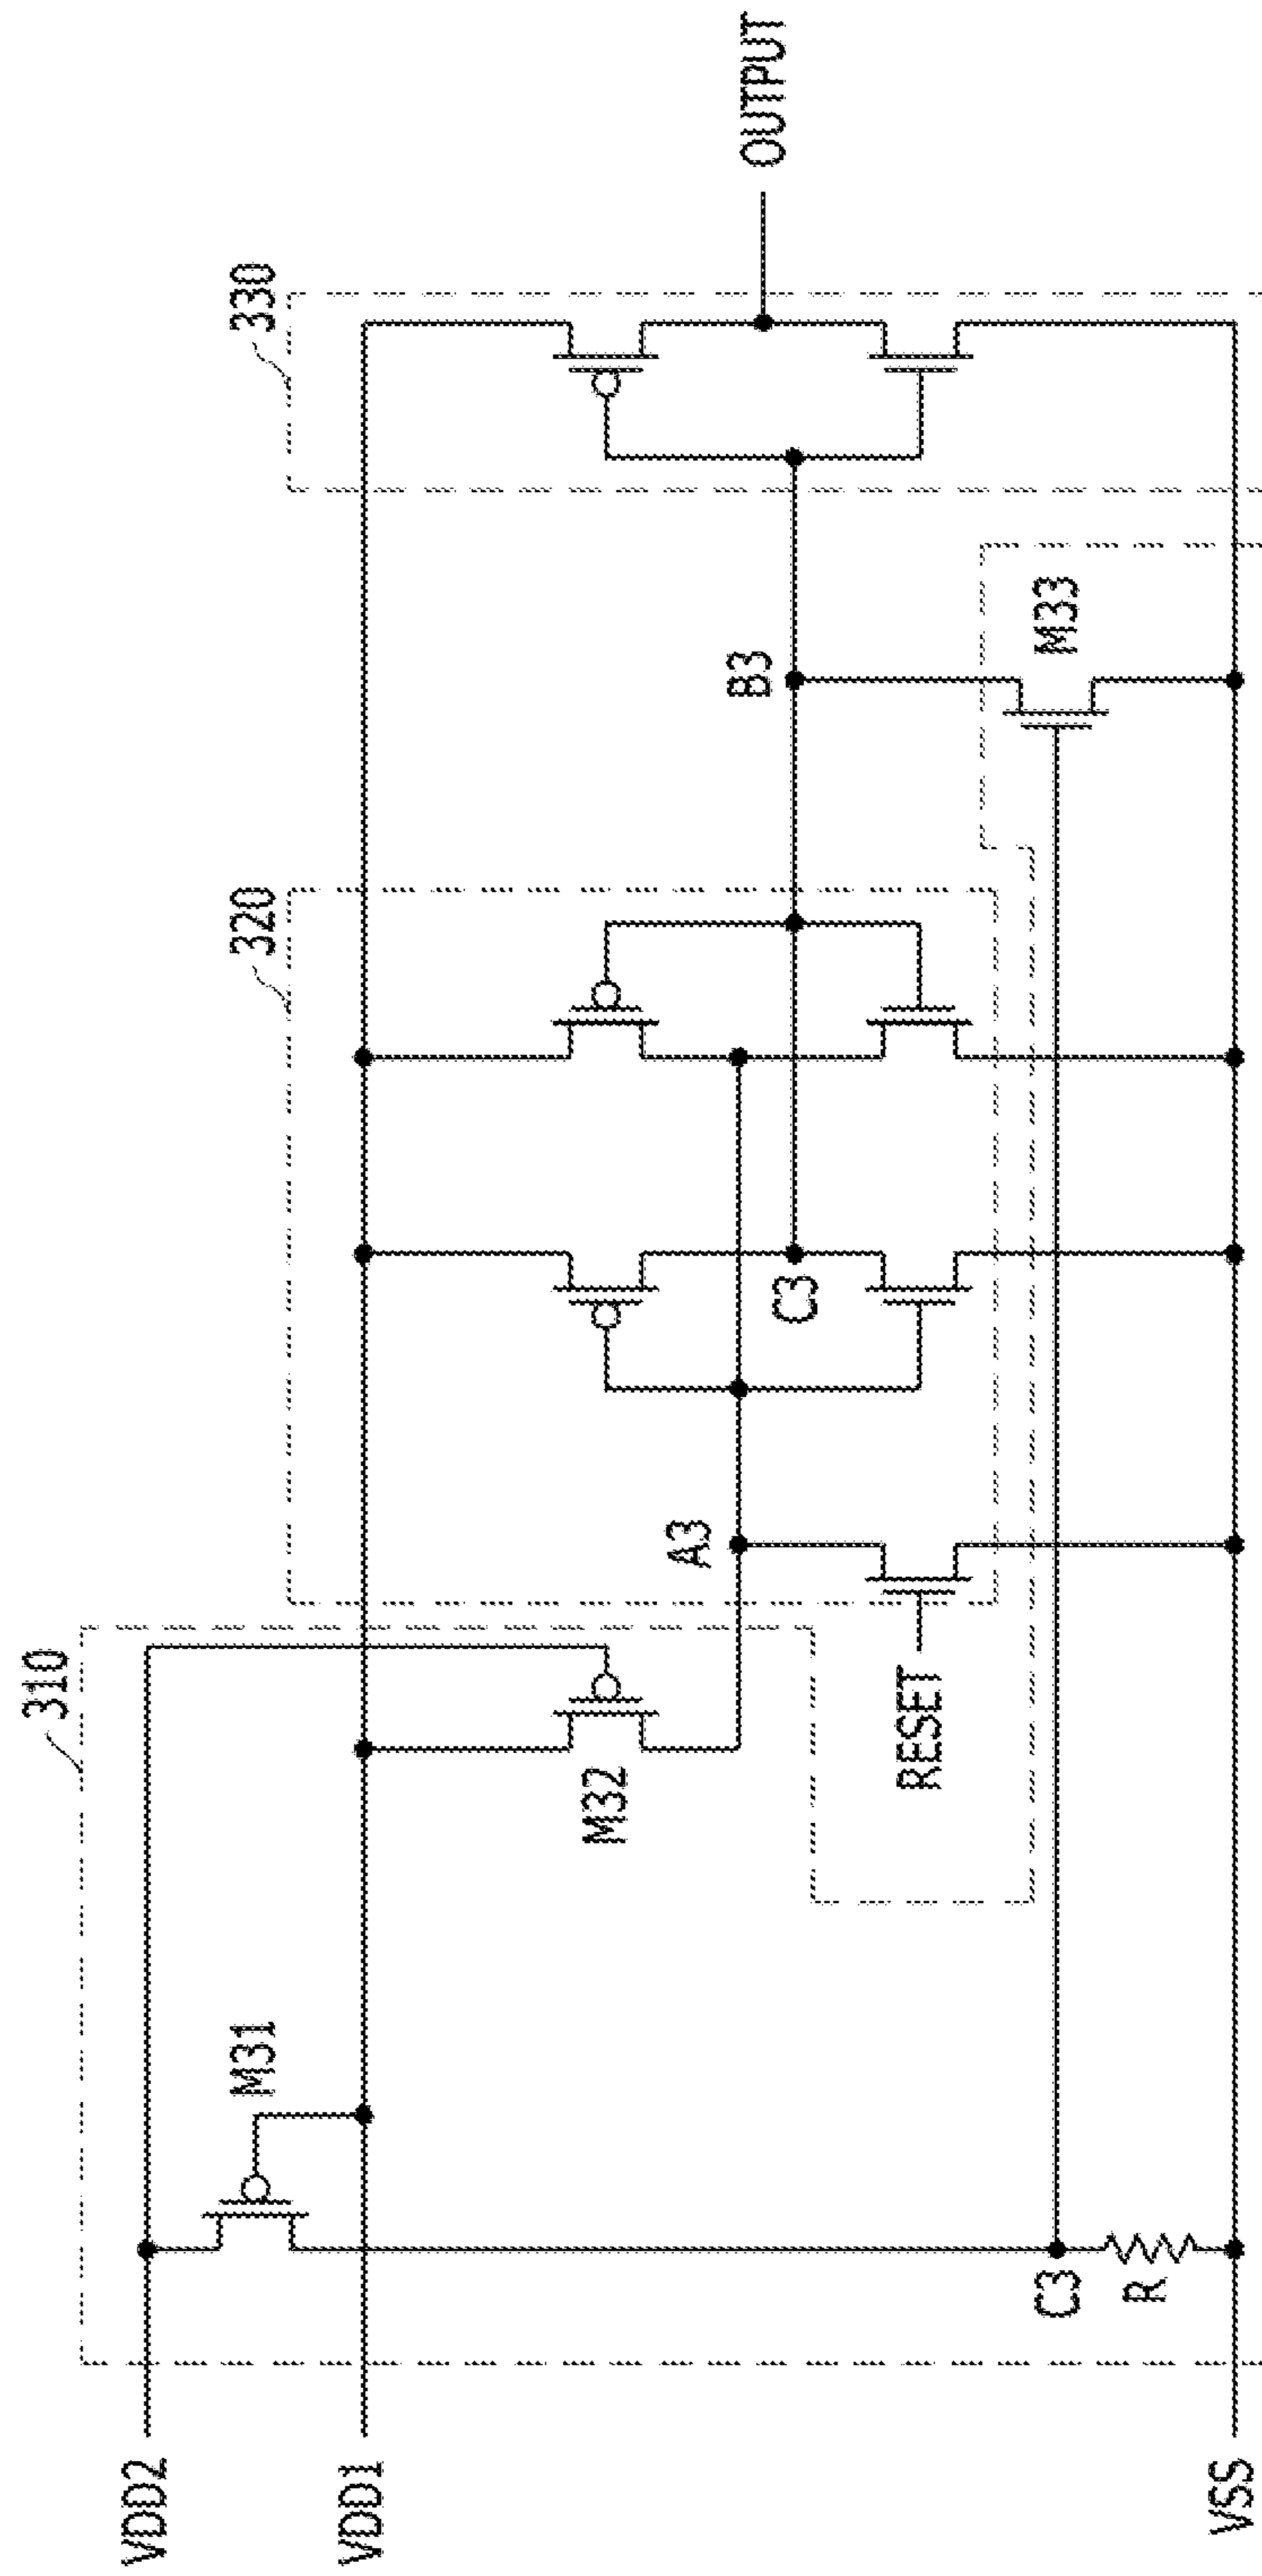 310
320
330
VDD2
M31
VDD1
M32
A3
B3
C3
OUTPUT
RESET
M33
C3
R
VSS